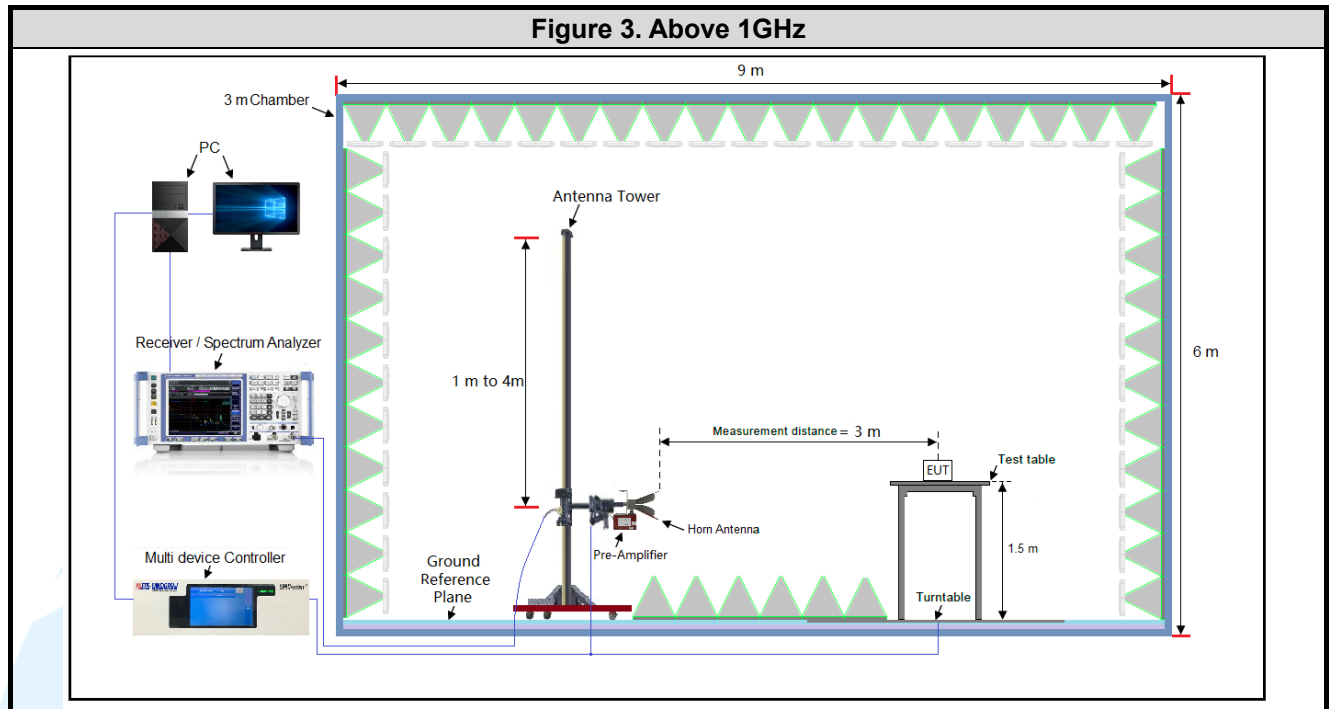 Figure 3. Above 1GHz
9 m
3 m Chamber
PC
Antenna Tower
Receiver / Spectrum Analyzer
6 m
1 m to 4m
Measurement distance = 3 m
EUT
Test table
Horn Antenna
Pre-Amplifier
1.5 m
Multi device Controller
Ground
Reference
Plane
Turntable